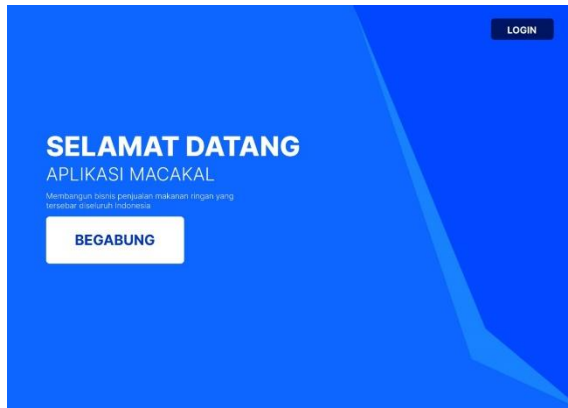 LOGIN
SELAMAT DATANG
APLIKASI MACAKAL
Membangun bisnis penjualan makanan ringan yang
tersebar diseluruh Indonesia
BEGABUNG